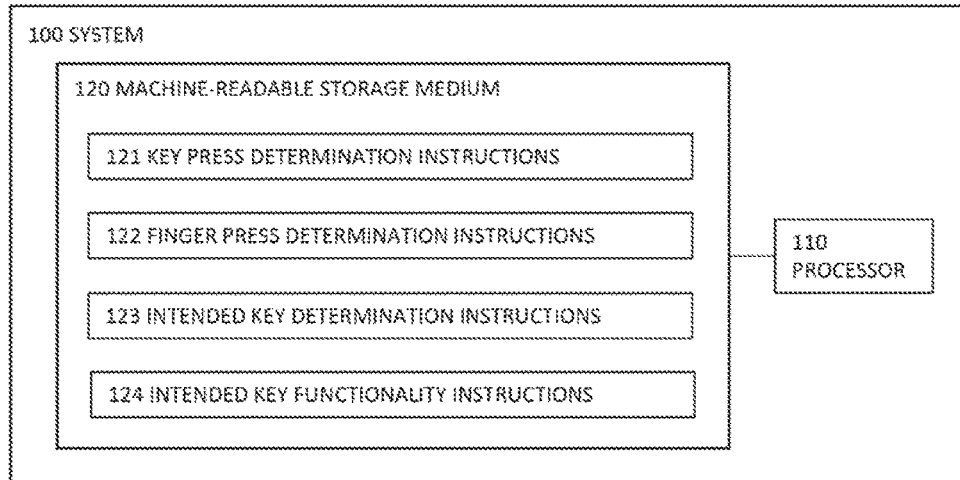 100 SYSTEM
120 MACHINE-READABLE STORAGE MEDIUM
121 KEY PRESS DETERMINATION INSTRUCTIONS
122 FINGER PRESS DETERMINATION INSTRUCTIONS
123 INTENDED KEY DETERMINATION INSTRUCTIONS
124 INTENDED KEY FUNCTIONALITY INSTRUCTIONS
110
PROCESSOR